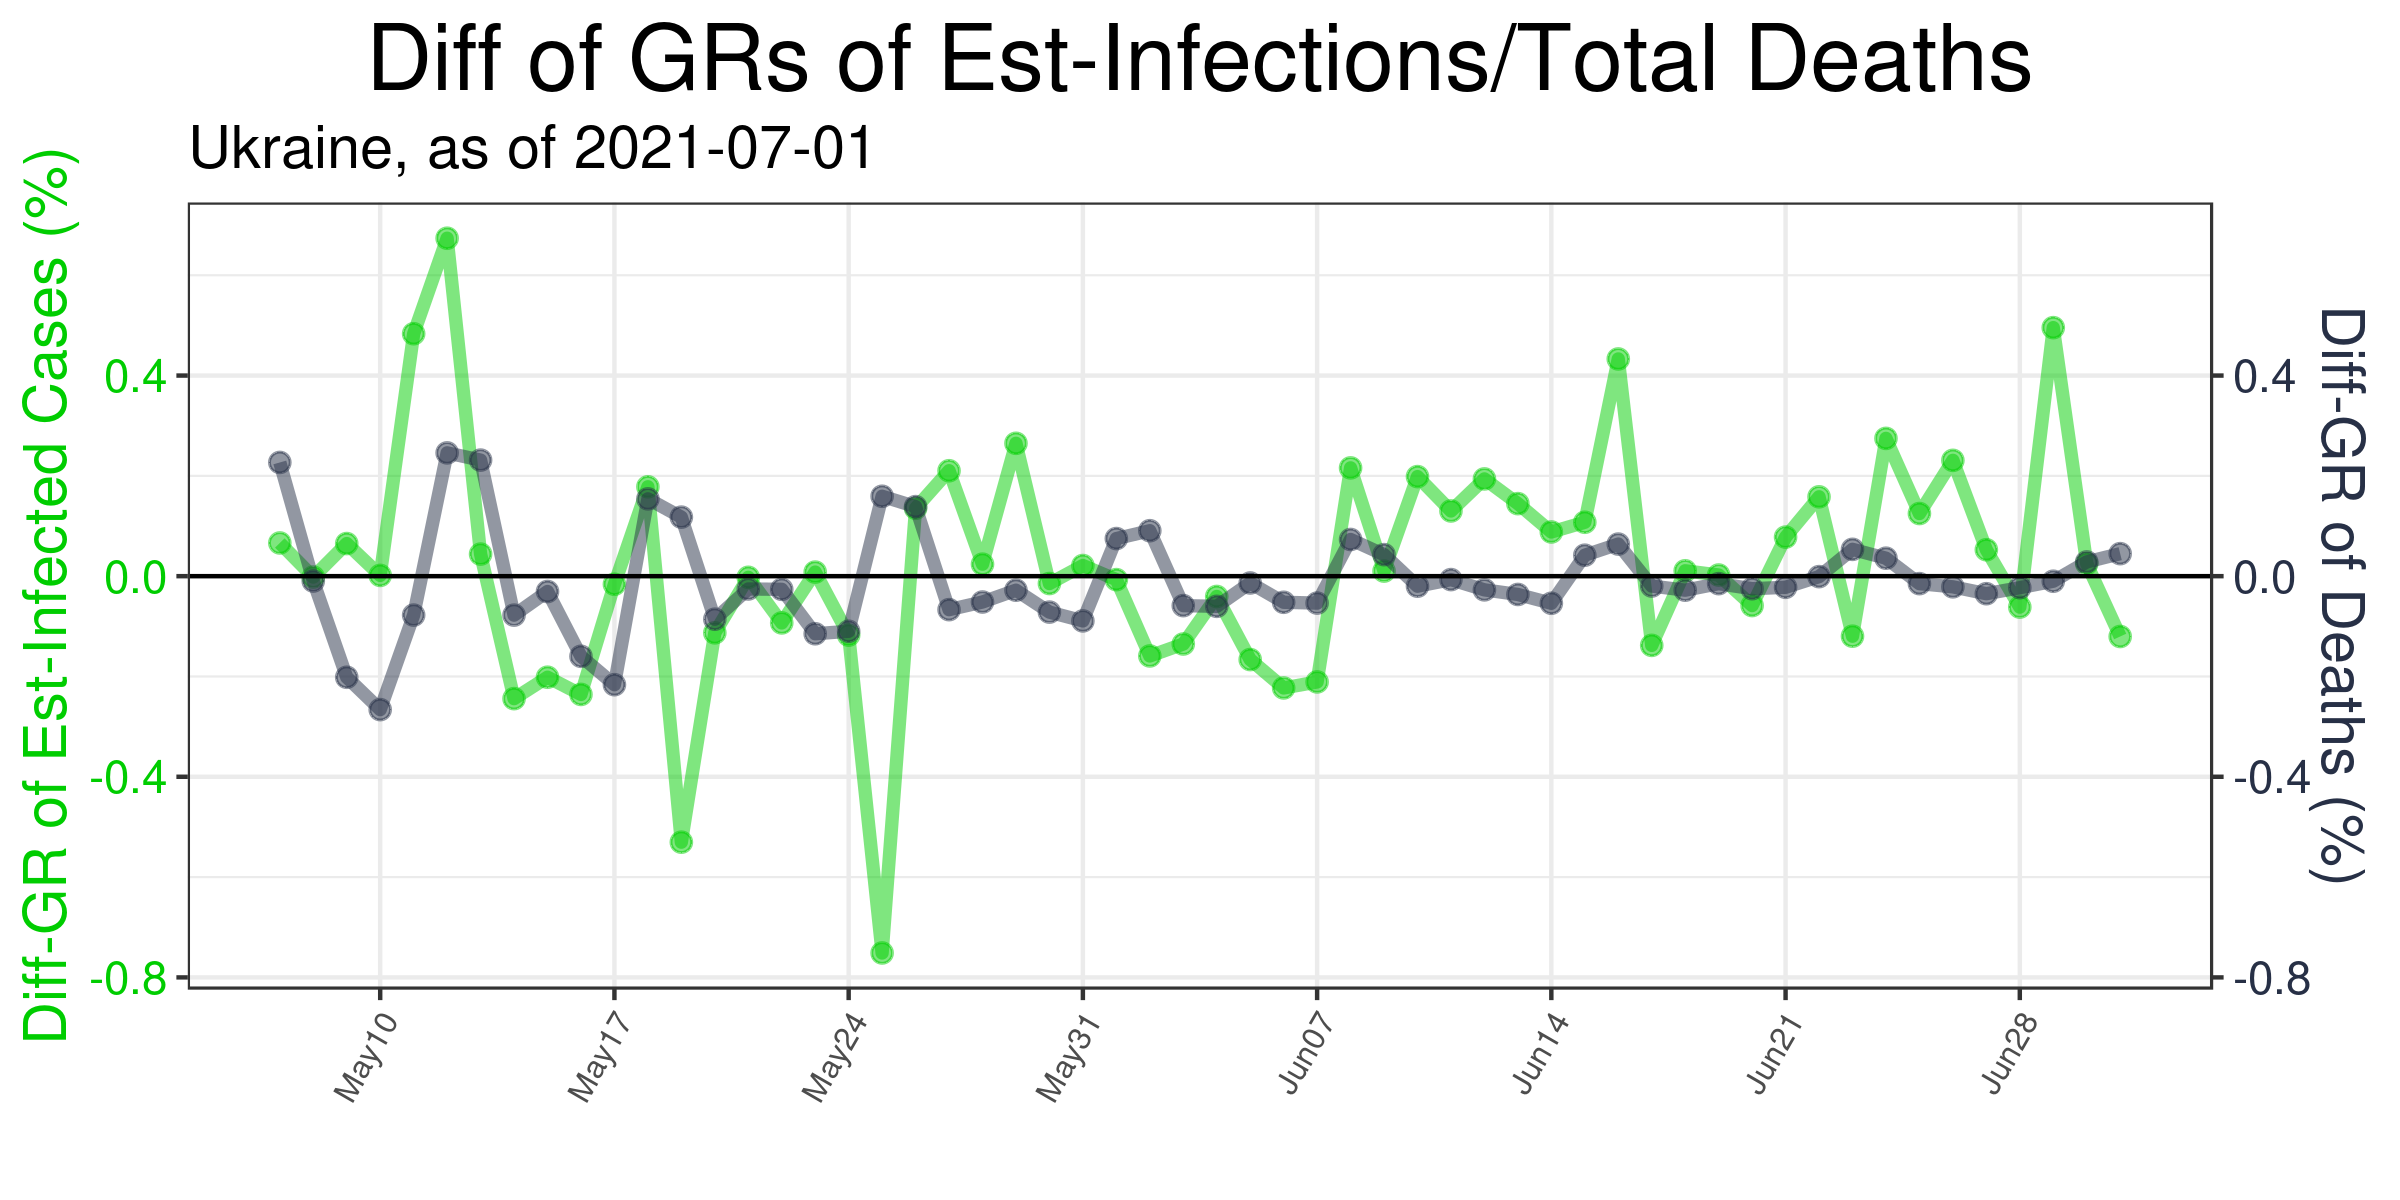 Diff of GRs of Est-Infections/Total Deaths
Ukraine, as of 2021-07-01
Diff-GR of Est-Infected Cases (%)
0.4
0.0
-0.4
-0.8
0.4
0.0
-0.4
-0.8
Diff-GR of Deaths (%)
May10
May17
May24
May31
Jun07
Jun14
Jun21
Jun28